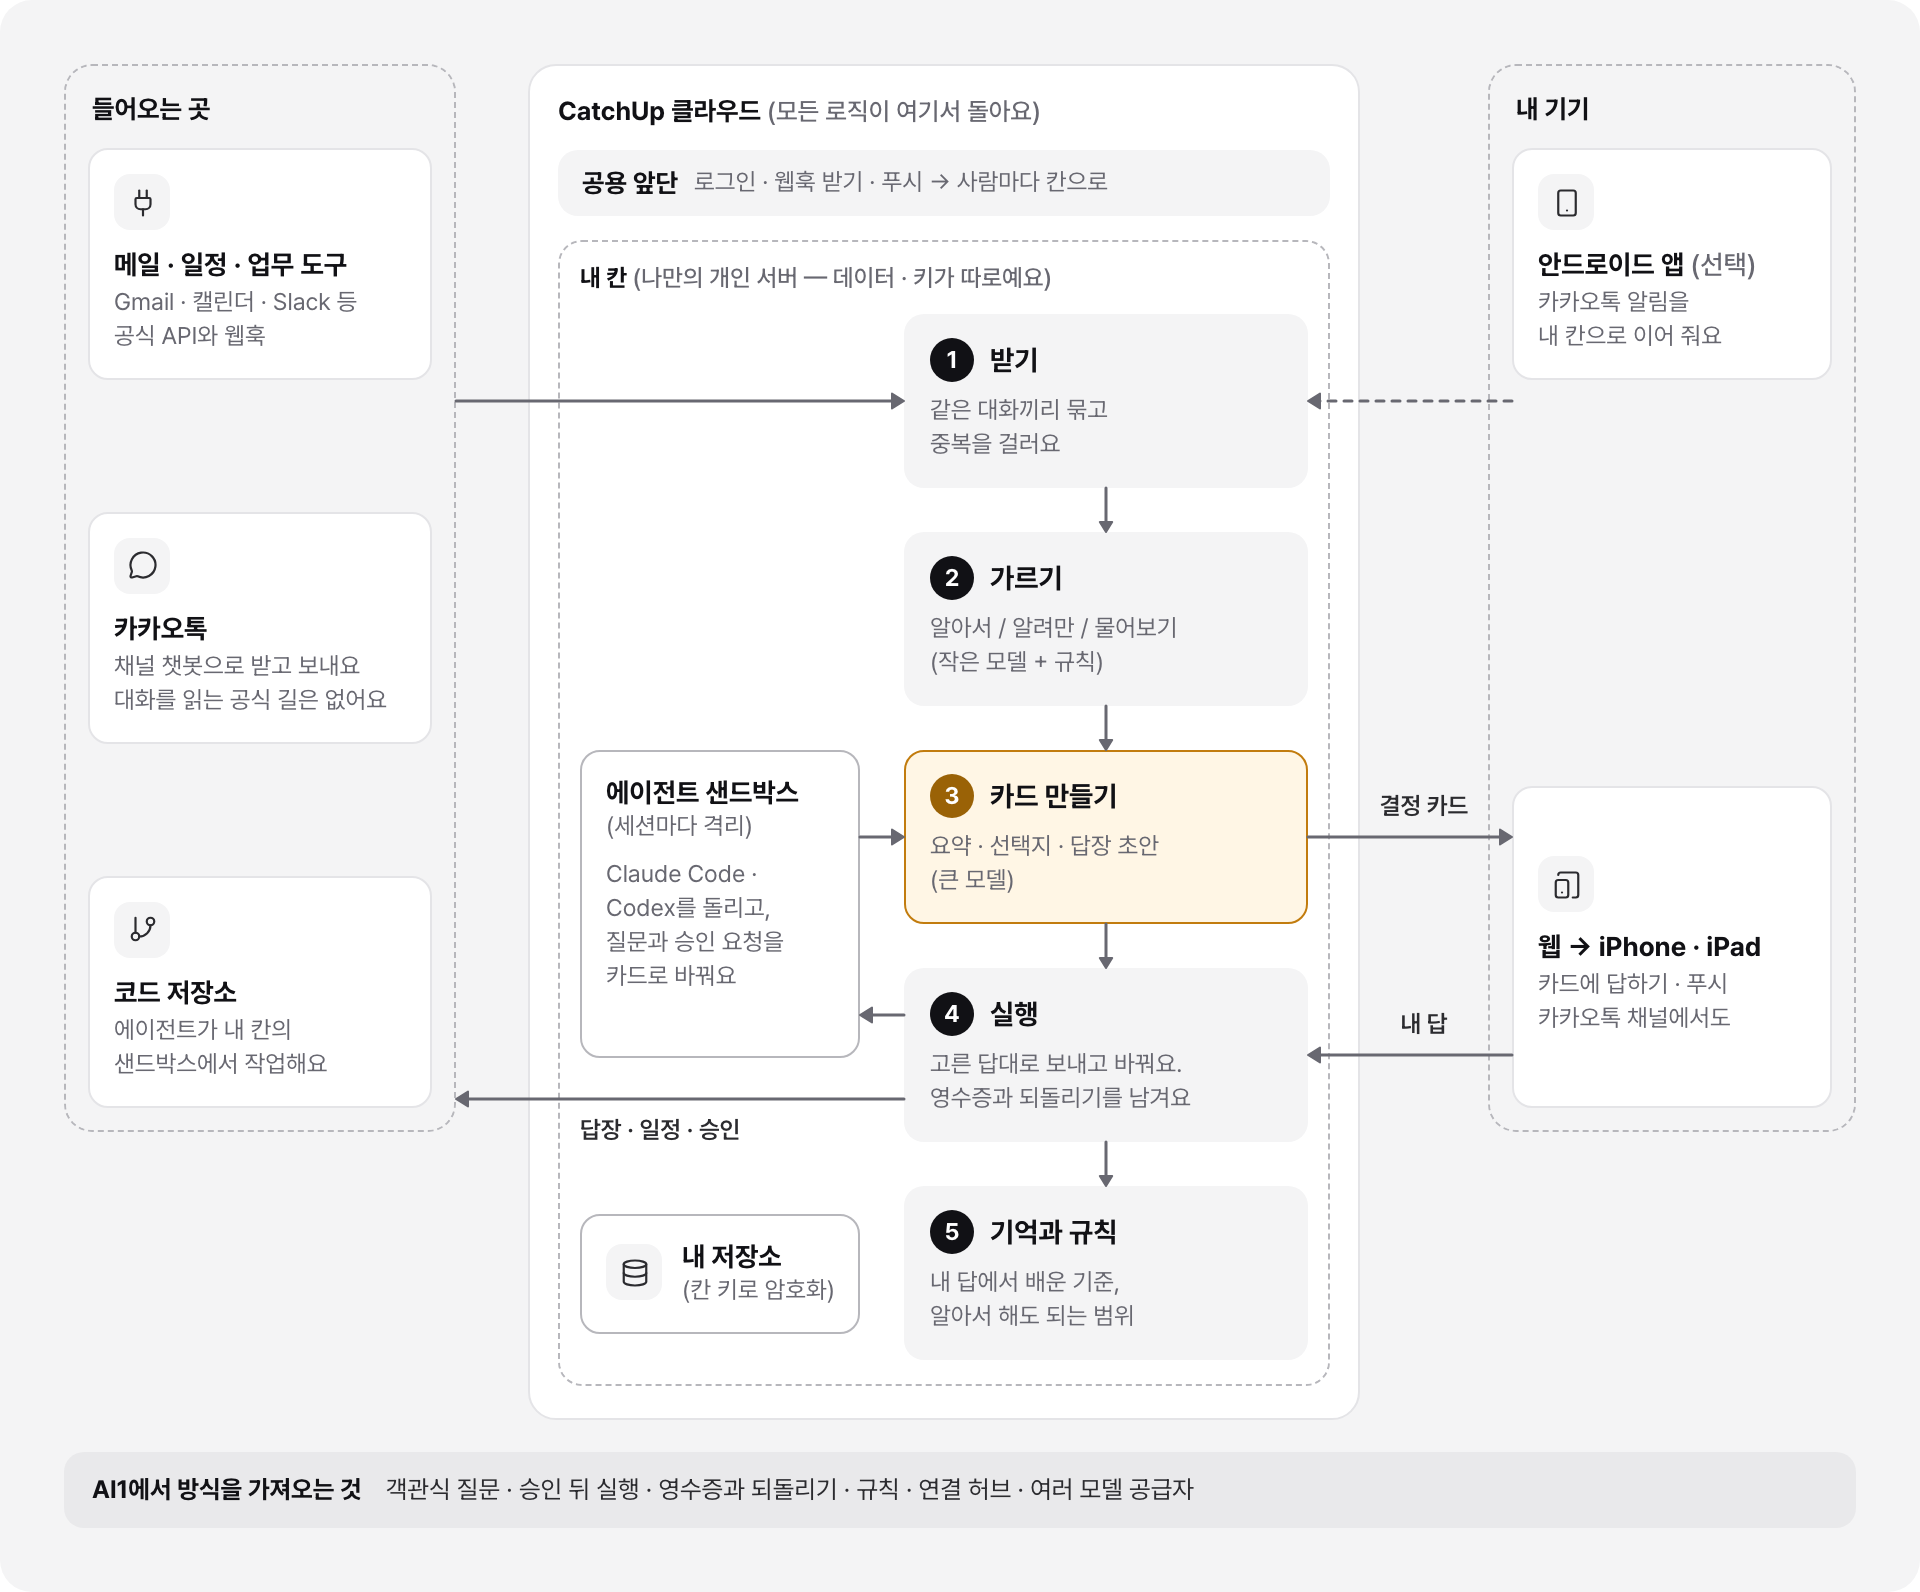 들어오는 곳
메일 · 일정 · 업무 도구
Gmail · 캘린더 · Slack 등
공식 API와 웹훅
카카오톡
채널 챗봇으로 받고 보내요
대화를 읽는 공식 길은 없어요
코드 저장소
에이전트가 내 칸의
샌드박스에서 작업해요
CatchUp 클라우드 (모든 로직이 여기서 돌아요)
공용 앞단 로그인 · 웹훅 받기 · 푸시 → 사람마다 칸으로
내 칸 (나만의 개인 서버 — 데이터 · 키가 따로예요)
1 받기
같은 대화끼리 묶고
중복을 걸러요
2 가르기
알아서 / 알려만 / 물어보기
(작은 모델 + 규칙)
에이전트 샌드박스
(세션마다 격리)
Claude Code ·
Codex를 돌리고,
질문과 승인 요청을
카드로 바꿔요
3 카드 만들기
요약 · 선택지 · 답장 초안
(큰 모델)
4 실행
고른 답대로 보내고 바꿔요.
영수증과 되돌리기를 남겨요
답장 · 일정 · 승인
내 저장소
(칸 키로 암호화)
5 기억과 규칙
내 답에서 배운 기준,
알아서 해도 되는 범위
결정 카드
내 답
내 기기
안드로이드 앱 (선택)
카카오톡 알림을
내 칸으로 이어 줘요
웹 → iPhone · iPad
카드에 답하기 · 푸시
카카오톡 채널에서도
AI1에서 방식을 가져오는 것 객관식 질문 · 승인 뒤 실행 · 영수증과 되돌리기 · 규칙 · 연결 허브 · 여러 모델 공급자